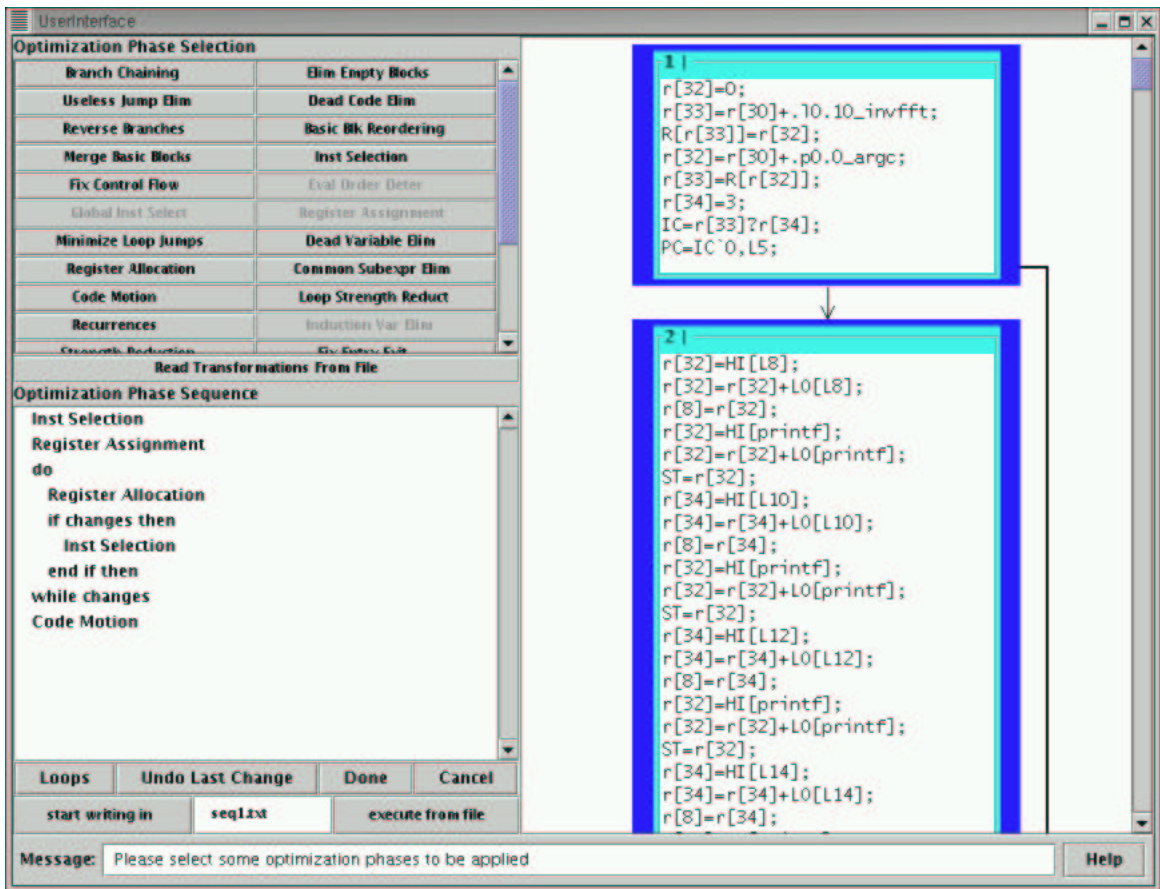 UserInterface
Optimization Phase Selection
Branch Chaining Elim Empty Blocks
Useless Jump Elim Dead Code Elim
Reverse Branches Basic Blk Reordering
Merge Basic Blocks Inst Selection
Fix Control Flow Eval Order Deter
Global Inst Select Register Assignment
Minimize Loop Jumps Dead Variable Elim
Register Allocation Common Subexpr Elim
Code Motion Loop Strength Reduct
Recurrences Induction Var Elim
Strength Reduction Fix Entry Exit
Read Transformations From File
Optimization Phase Sequence
Inst Selection
Register Assignment
do
Register Allocation
if changes then
Inst Selection
end if then
while changes
Code Motion
Loops Undo Last Change Done Cancel
start writing in seq1.txt execute from file
1 |
r[32]=0;
r[33]=r[30]+.l0.10_invfft;
R[r[33]]=r[32];
r[32]=r[30]+.p0.0_argc;
r[33]=R[r[32]];
r[34]=3;
IC=r[33]?r[34];
PC=IC`0,L5;
2 |
r[32]=HI[L8];
r[32]=r[32]+LO[L8];
r[8]=r[32];
r[32]=HI[printf];
r[32]=r[32]+LO[printf];
ST=r[32];
r[34]=HI[L10];
r[34]=r[34]+LO[L10];
r[8]=r[34];
r[32]=HI[printf];
r[32]=r[32]+LO[printf];
ST=r[32];
r[34]=HI[L12];
r[34]=r[34]+LO[L12];
r[8]=r[34];
r[32]=HI[printf];
r[32]=r[32]+LO[printf];
ST=r[32];
r[34]=HI[L14];
r[34]=r[34]+LO[L14];
r[8]=r[34];
Message: Please select some optimization phases to be applied Help